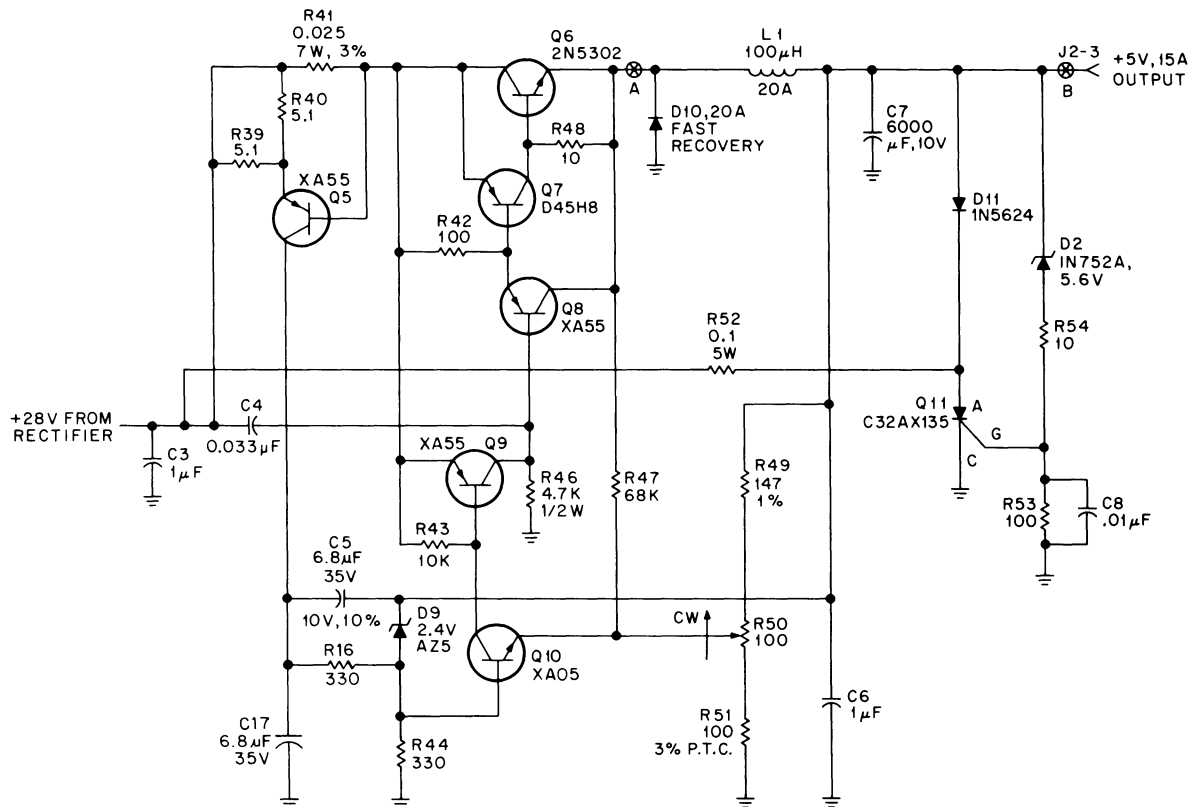 R41
0.025
7W, 3%
Q6
2N5302
L1
100µH
20A
J2-3
+5V,15A
OUTPUT
A
B
R40
5.1
R39
5.1
D10,20A
FAST
RECOVERY
C7
6000
µF,10V
R48
10
XA55
Q5
Q7
D45H8
D11
1N5624
R42
100
D2
IN752A,
5.6V
Q8
XA55
R52
0.1
5W
R54
10
+28V FROM
RECTIFIER
C4
0.033µF
C3
1µF
Q11
C32AX135
A
G
C
XA55
Q9
R46
4.7K
1/2W
R47
68K
R49
147
1%
R53
100
C8
.01µF
R43
10K
C5
6.8µF
35V
10V,10%
D9
2.4V
AZ5
CW
R50
100
R16
330
Q10
XA05
C17
6.8µF
35V
R44
330
R51
100
3% P.T.C.
C6
1µF